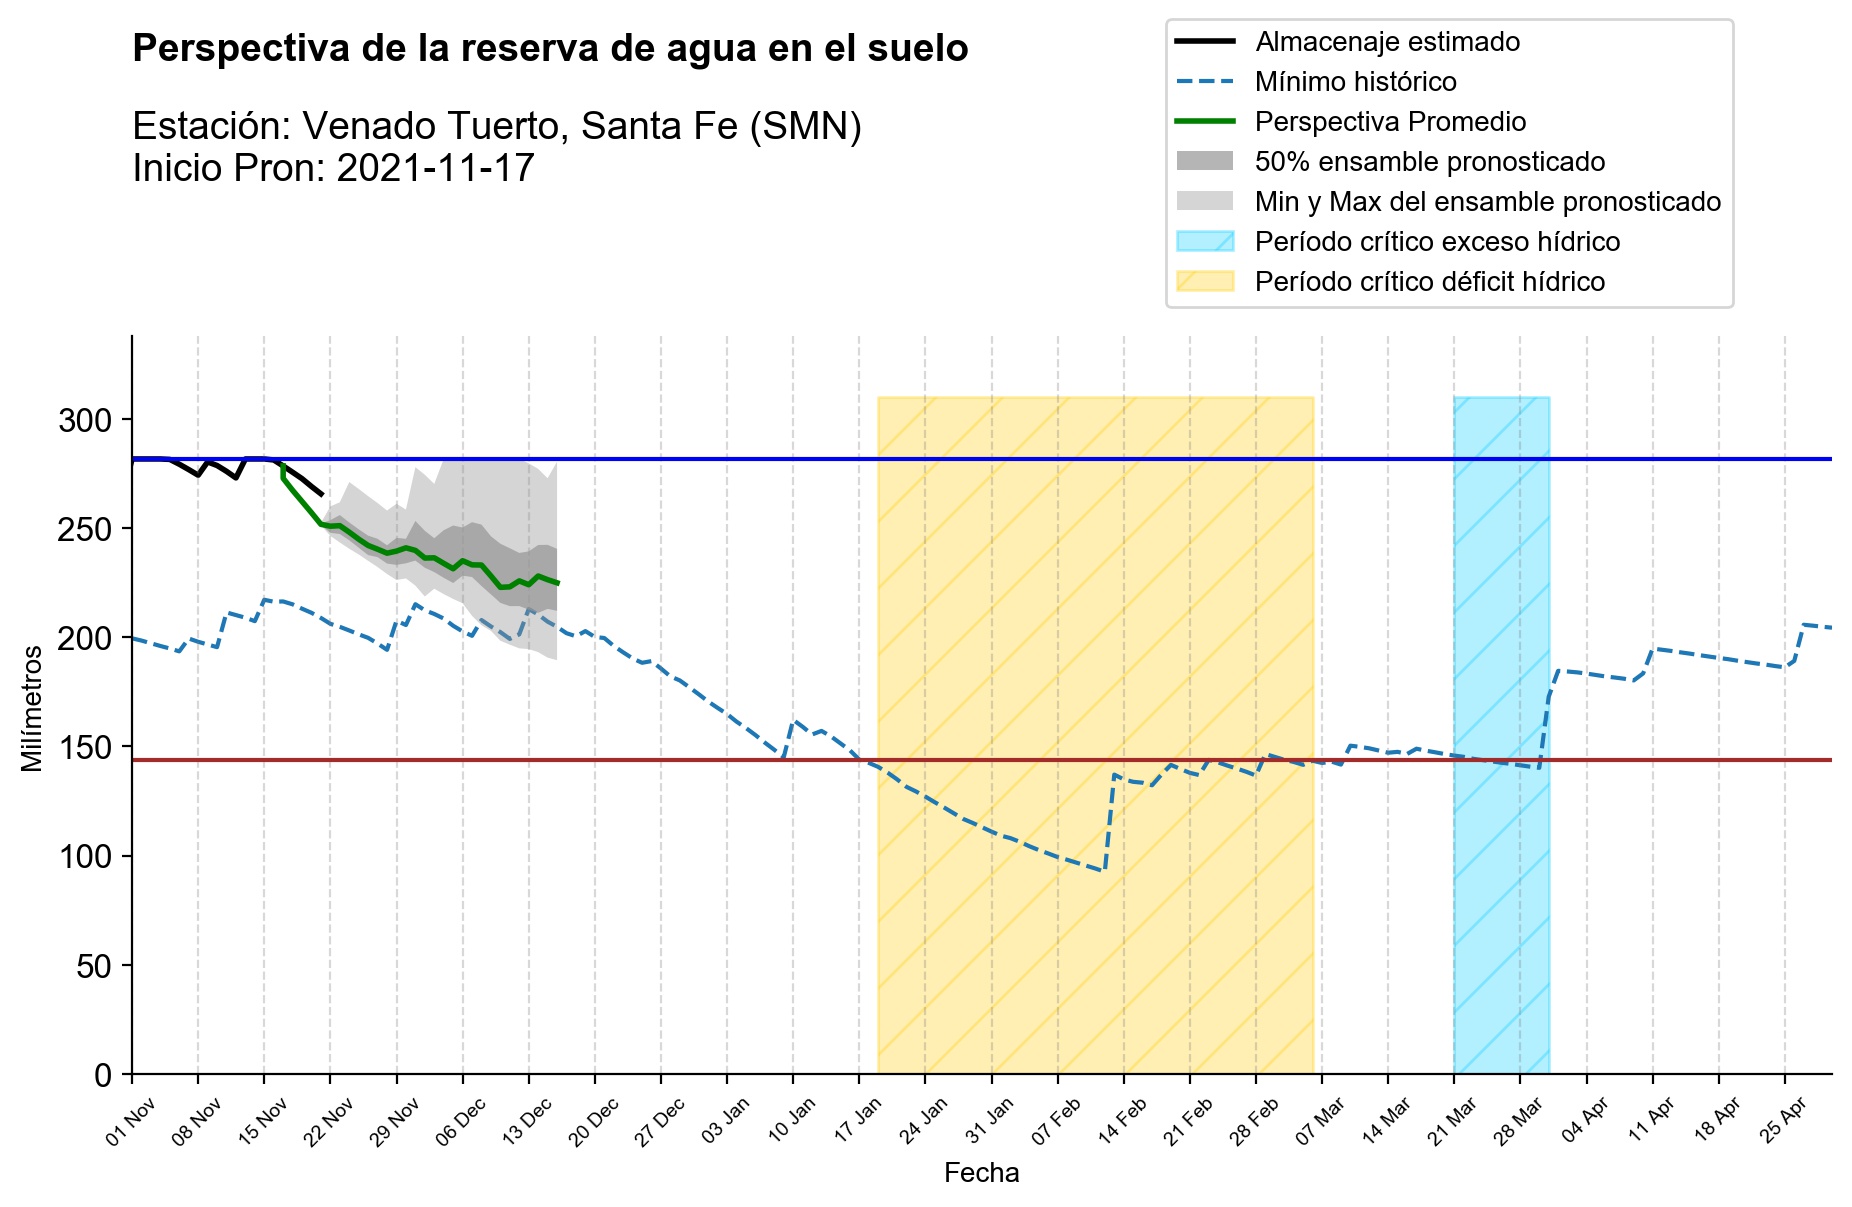 Perspectiva de la reserva de agua en el suelo
Estación: Venado Tuerto, Santa Fe (SMN)
Inicio Pron: 2021-11-17
Almacenaje estimado
Mínimo histórico
Perspectiva Promedio
50% ensamble pronosticado
Min y Max del ensamble pronosticado
Período crítico exceso hídrico
Período crítico déficit hídrico
Milímetros
300
250
200
150
100
50
0
01 Nov
08 Nov
15 Nov
22 Nov
29 Nov
06 Dec
13 Dec
20 Dec
27 Dec
03 Jan
10 Jan
17 Jan
24 Jan
31 Jan
07 Feb
14 Feb
21 Feb
28 Feb
07 Mar
14 Mar
21 Mar
28 Mar
04 Apr
11 Apr
18 Apr
25 Apr
Fecha